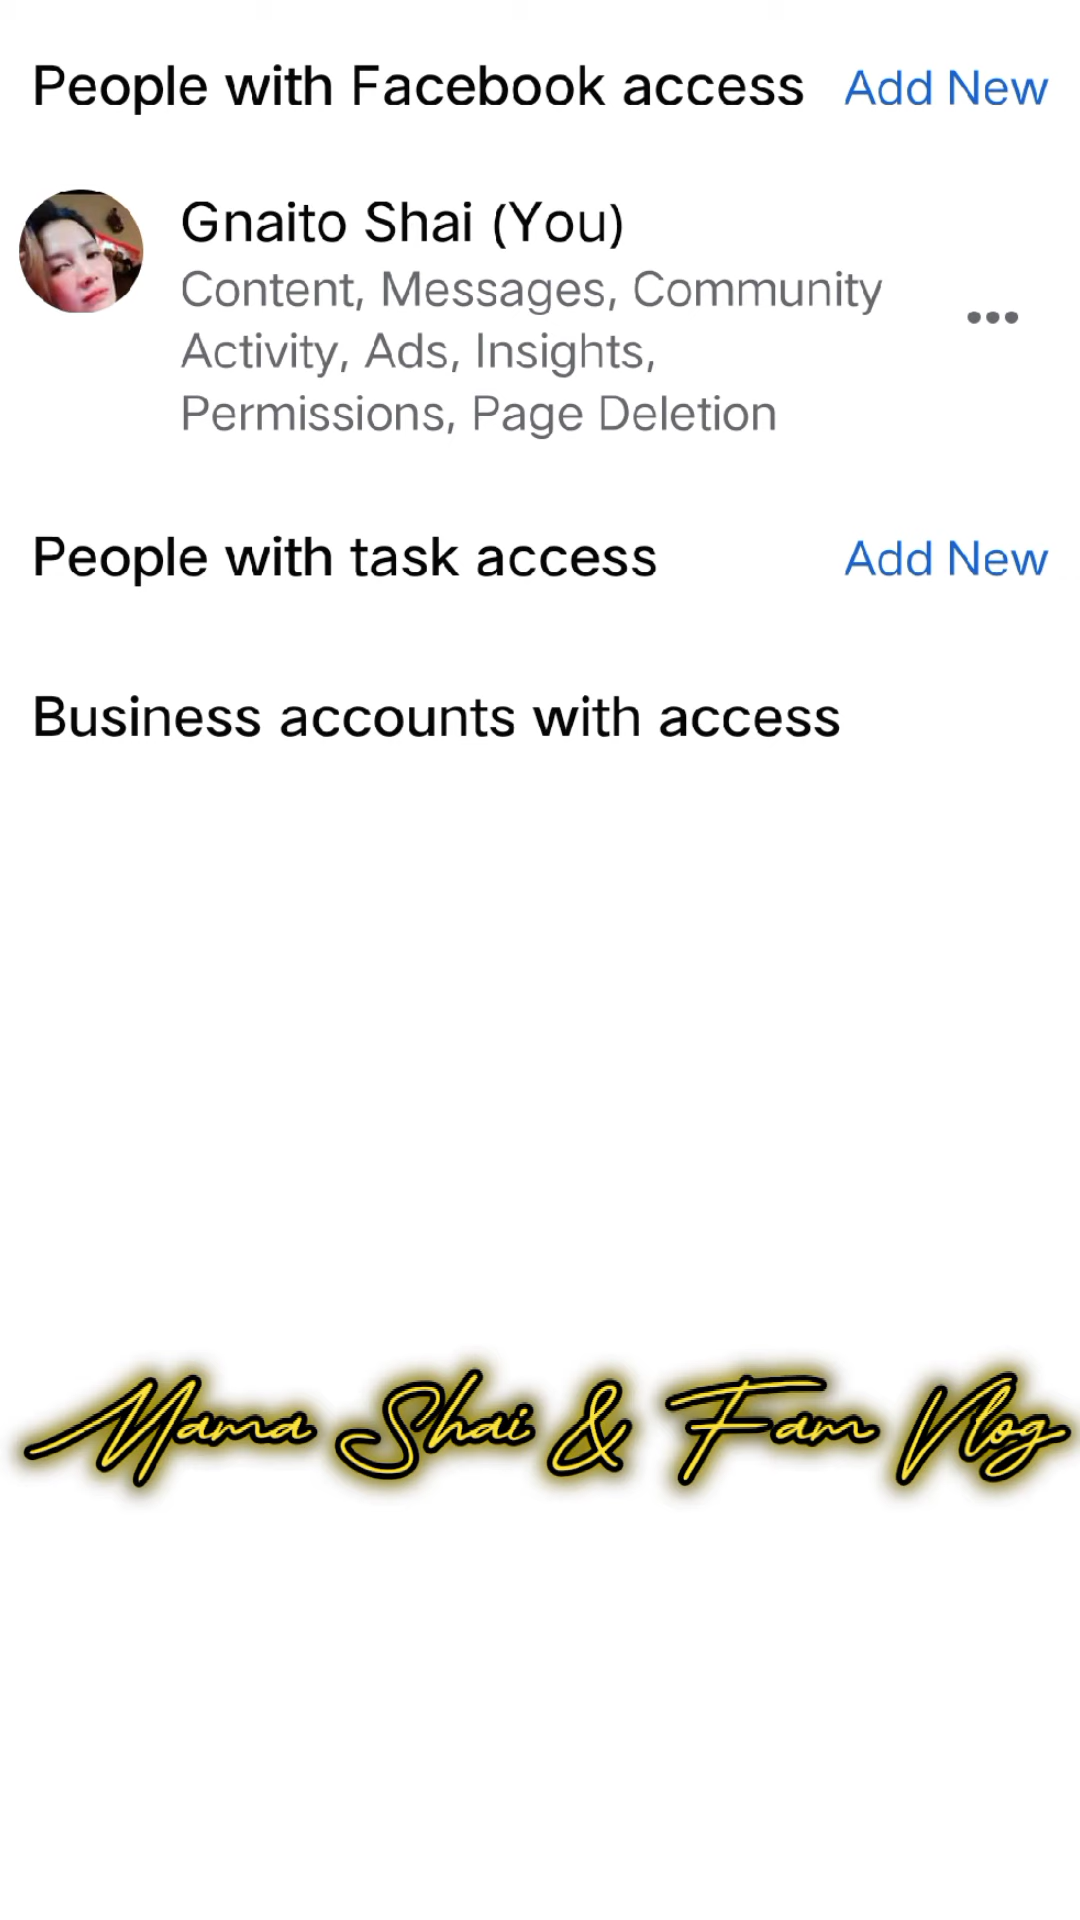 People with Facebook access Add New
Gnaito Shai (You)
Content, Messages, Community
Activity, Ads, Insights,
Permissions, Page Deletion
People with task access Add New
Business accounts with access
Mama Shai & Fam Vlog